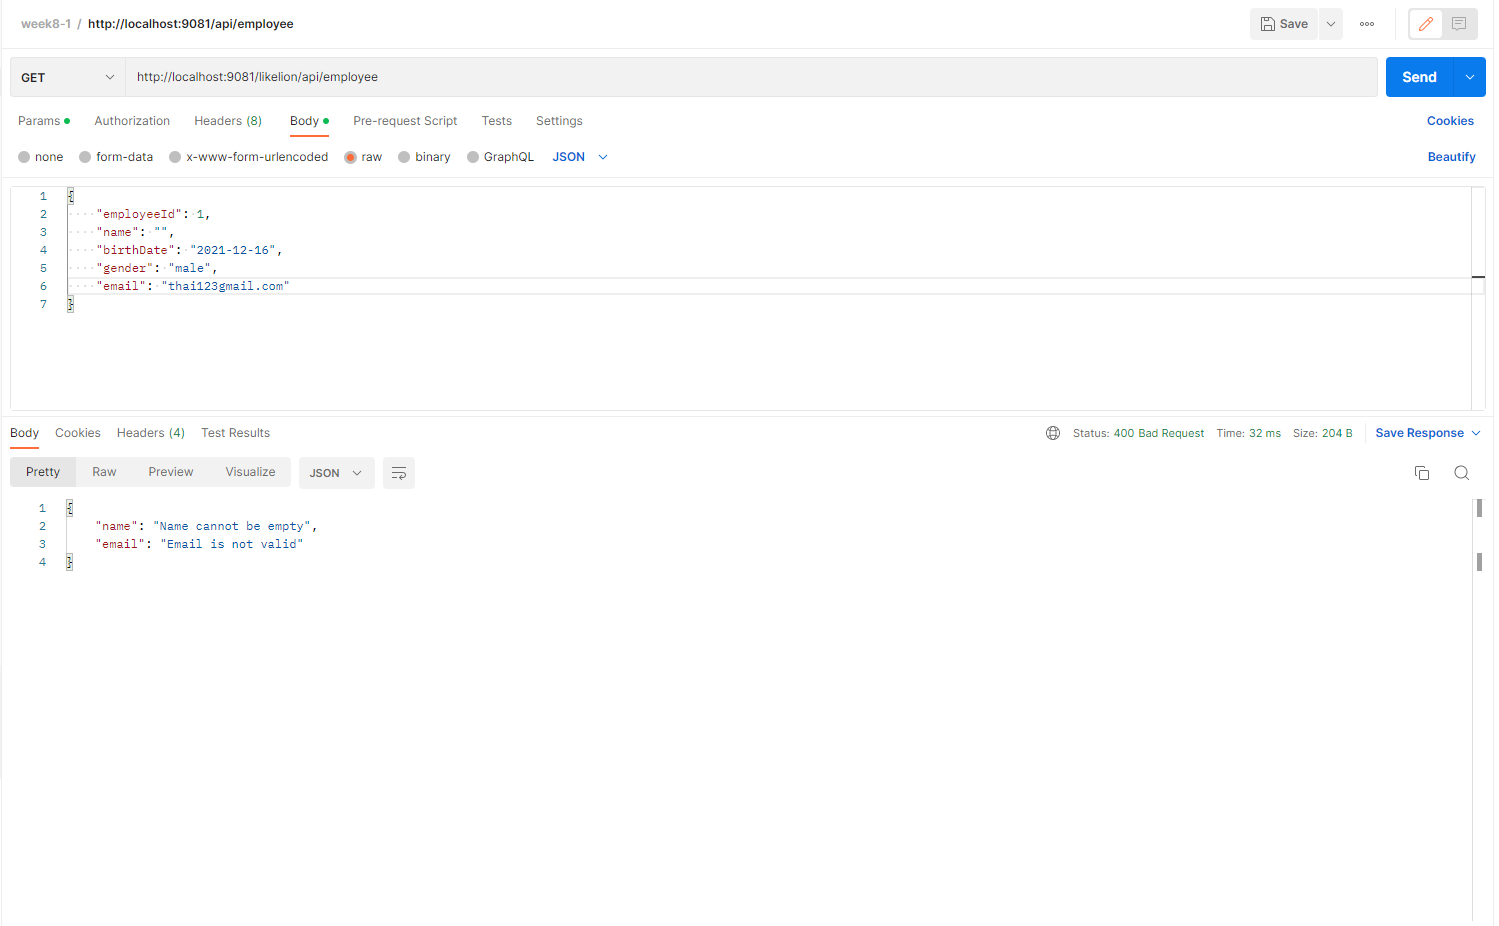 week8-1 / http://localhost:9081/api/employee Save
GET http://localhost:9081/likelion/api/employee Send
Params Authorization Headers (8) Body Pre-request Script Tests Settings Cookies
none form-data x-www-form-urlencoded raw binary GraphQL JSON Beautify
1 {
2 "employeeId": 1,
3 "name": "",
4 "birthDate": "2021-12-16",
5 "gender": "male",
6 "email": "thai123gmail.com"
7 }
Body Cookies Headers (4) Test Results Status: 400 Bad Request Time: 32 ms Size: 204 B Save Response
Pretty Raw Preview Visualize JSON
1 {
2 "name": "Name cannot be empty",
3 "email": "Email is not valid"
4 }